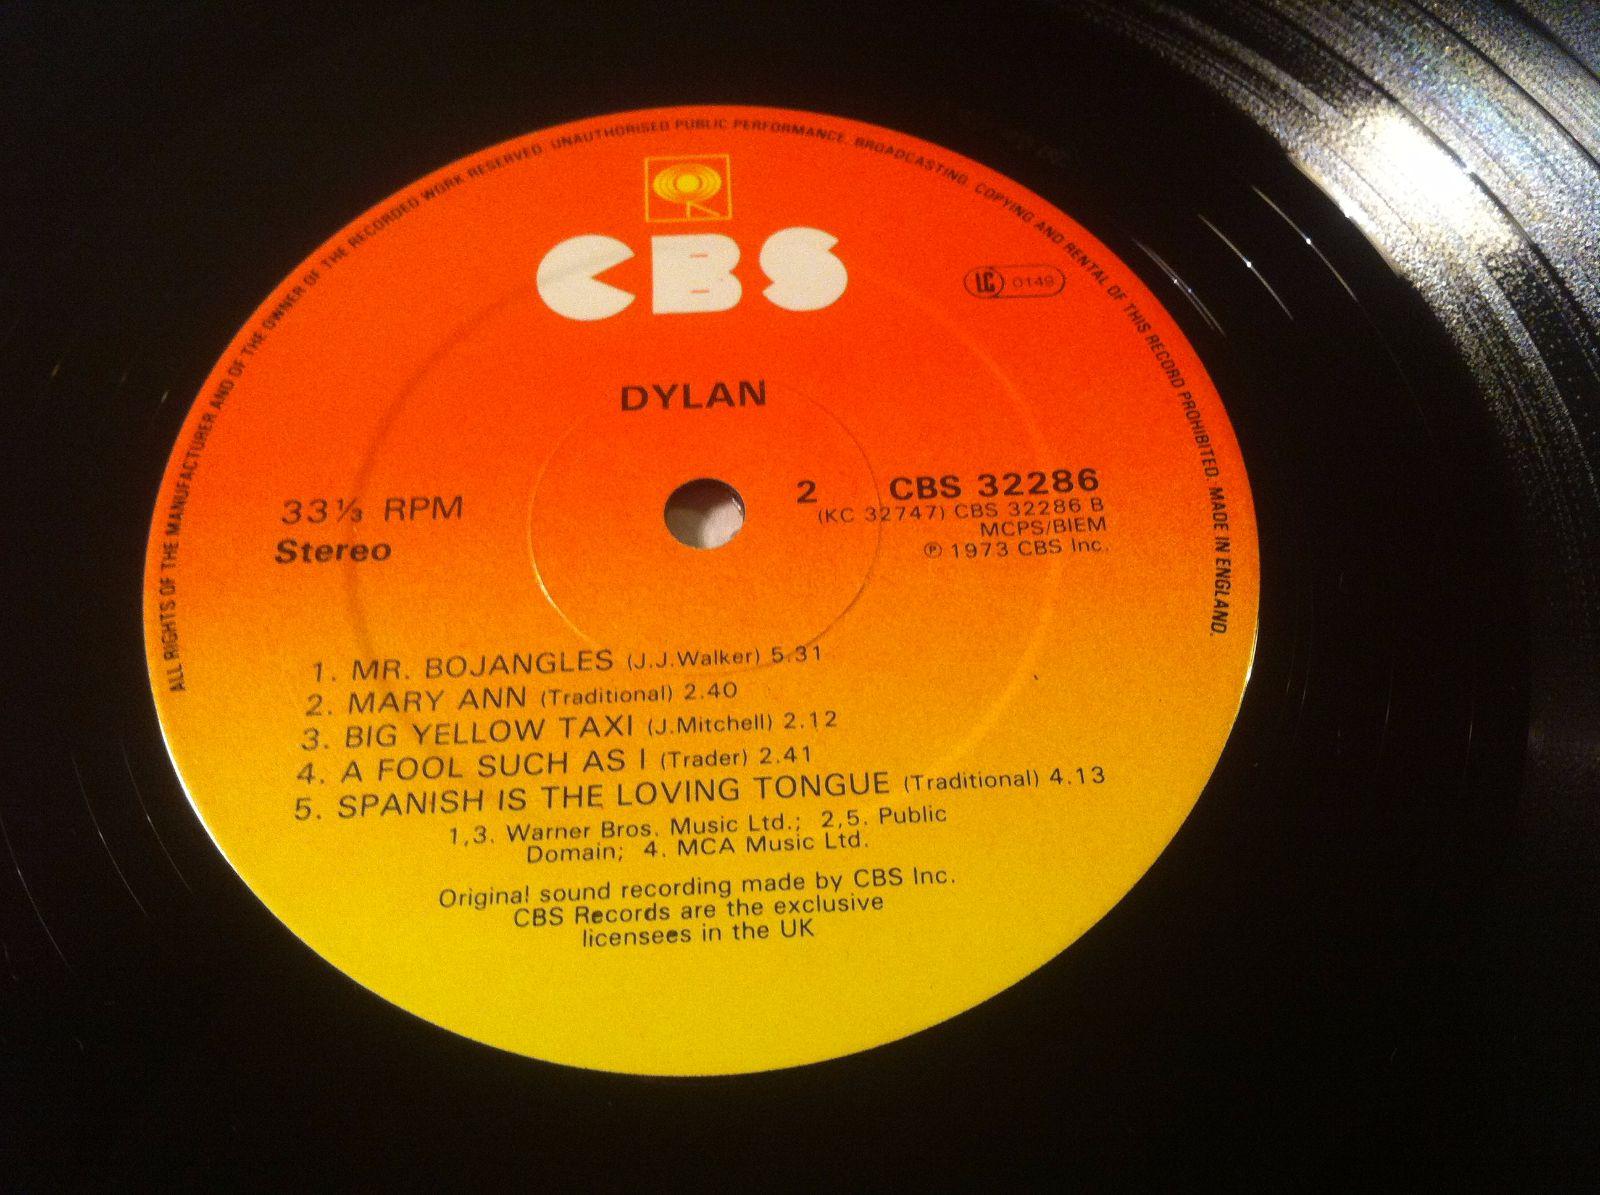 ALL RIGHTS OF THE MANUFACTURER AND OF THE OWNER OF THE RECORDED WORK RESERVED. UNAUTHORISED PUBLIC PERFORMANCE, BROADCASTING, COPYING AND RENTAL OF THIS RECORD PROHIBITED. MADE IN ENGLAND.
CBS
LC 0149
DYLAN
33⅓ RPM
Stereo
2 CBS 32286
(KC 32747) CBS 32286 B
MCPS/BIEM
℗ 1973 CBS Inc.
1. MR. BOJANGLES (J.J.Walker) 5.31
2. MARY ANN (Traditional) 2.40
3. BIG YELLOW TAXI (J.Mitchell) 2.12
4. A FOOL SUCH AS I (Trader) 2.41
5. SPANISH IS THE LOVING TONGUE (Traditional) 4.13
1,3. Warner Bros. Music Ltd.; 2,5. Public
Domain; 4. MCA Music Ltd.
Original sound recording made by CBS Inc.
CBS Records are the exclusive
licensees in the UK